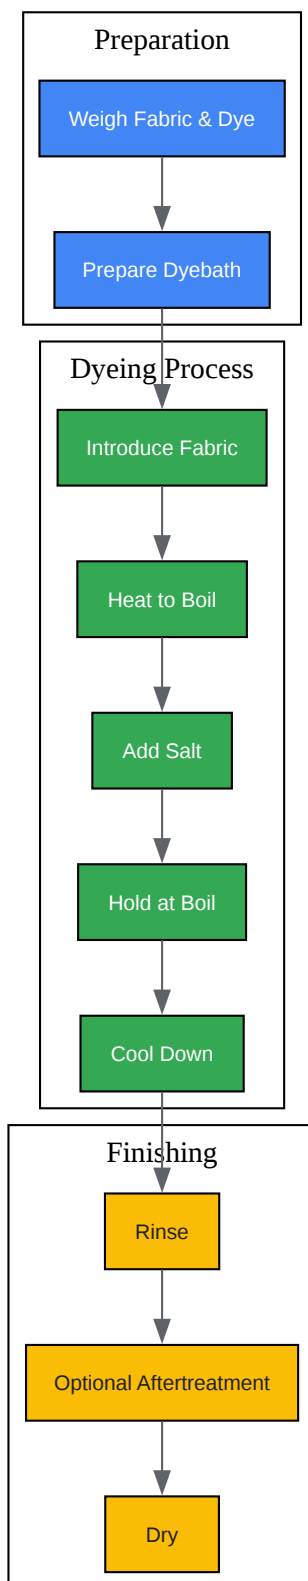 Preparation
Weigh Fabric & Dye
Prepare Dyebath
Dyeing Process
Introduce Fabric
Heat to Boil
Add Salt
Hold at Boil
Cool Down
Finishing
Rinse
Optional Aftertreatment
Dry